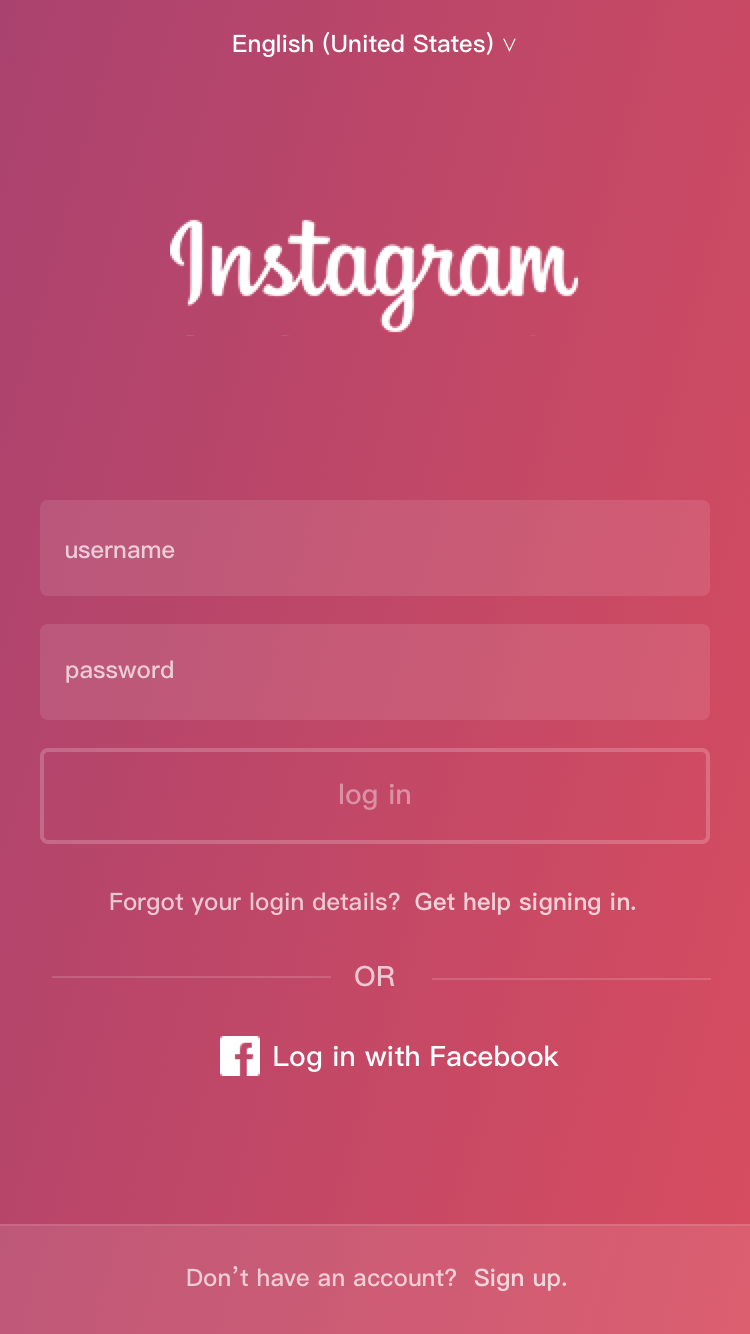 English (United States) ∨
Instagram
username
password
log in
Forgot your login details? Get help signing in.
OR
Log in with Facebook
Don't have an account? Sign up.